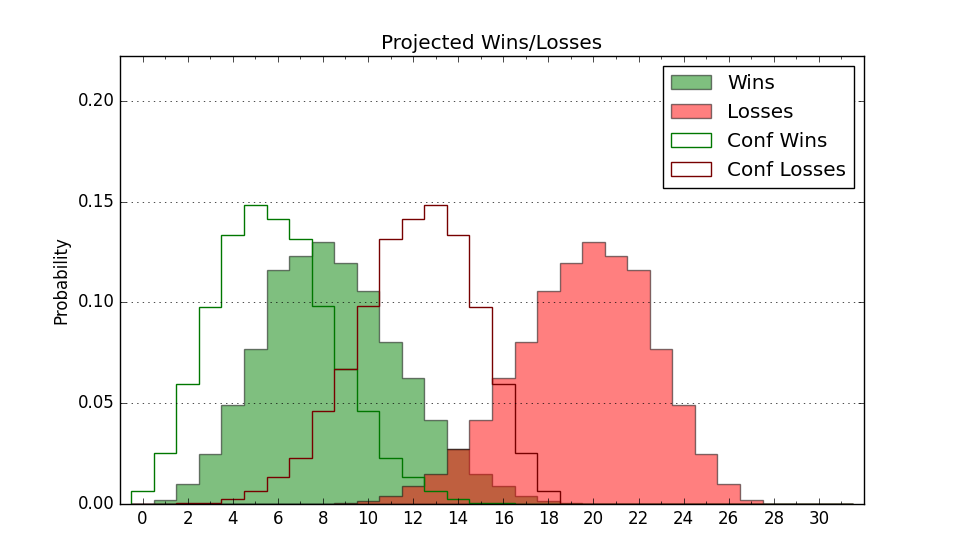 Projected Wins/Losses
Wins
Losses
Conf Wins
Conf Losses
Probability
0.20
0.15
0.10
0.05
0.00
0 2 4 6 8 10 12 14 16 18 20 22 24 26 28 30